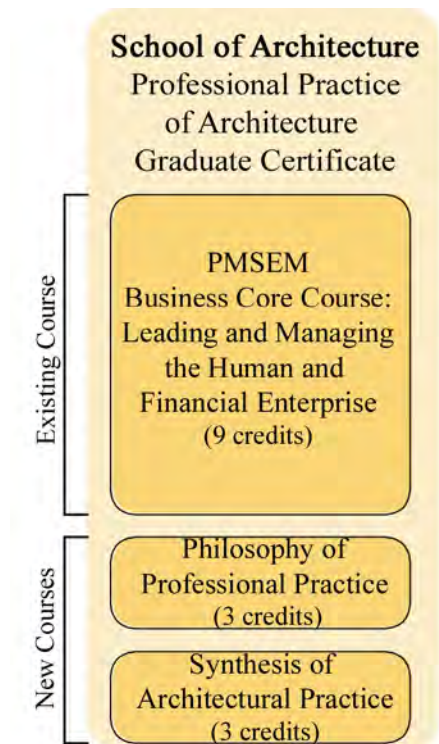 School of Architecture
Professional Practice
of Architecture
Graduate Certificate
Existing Course
PMSEM
Business Core Course:
Leading and Managing
the Human and
Financial Enterprise
(9 credits)
New Courses
Philosophy of
Professional Practice
(3 credits)
Synthesis of
Architectural Practice
(3 credits)